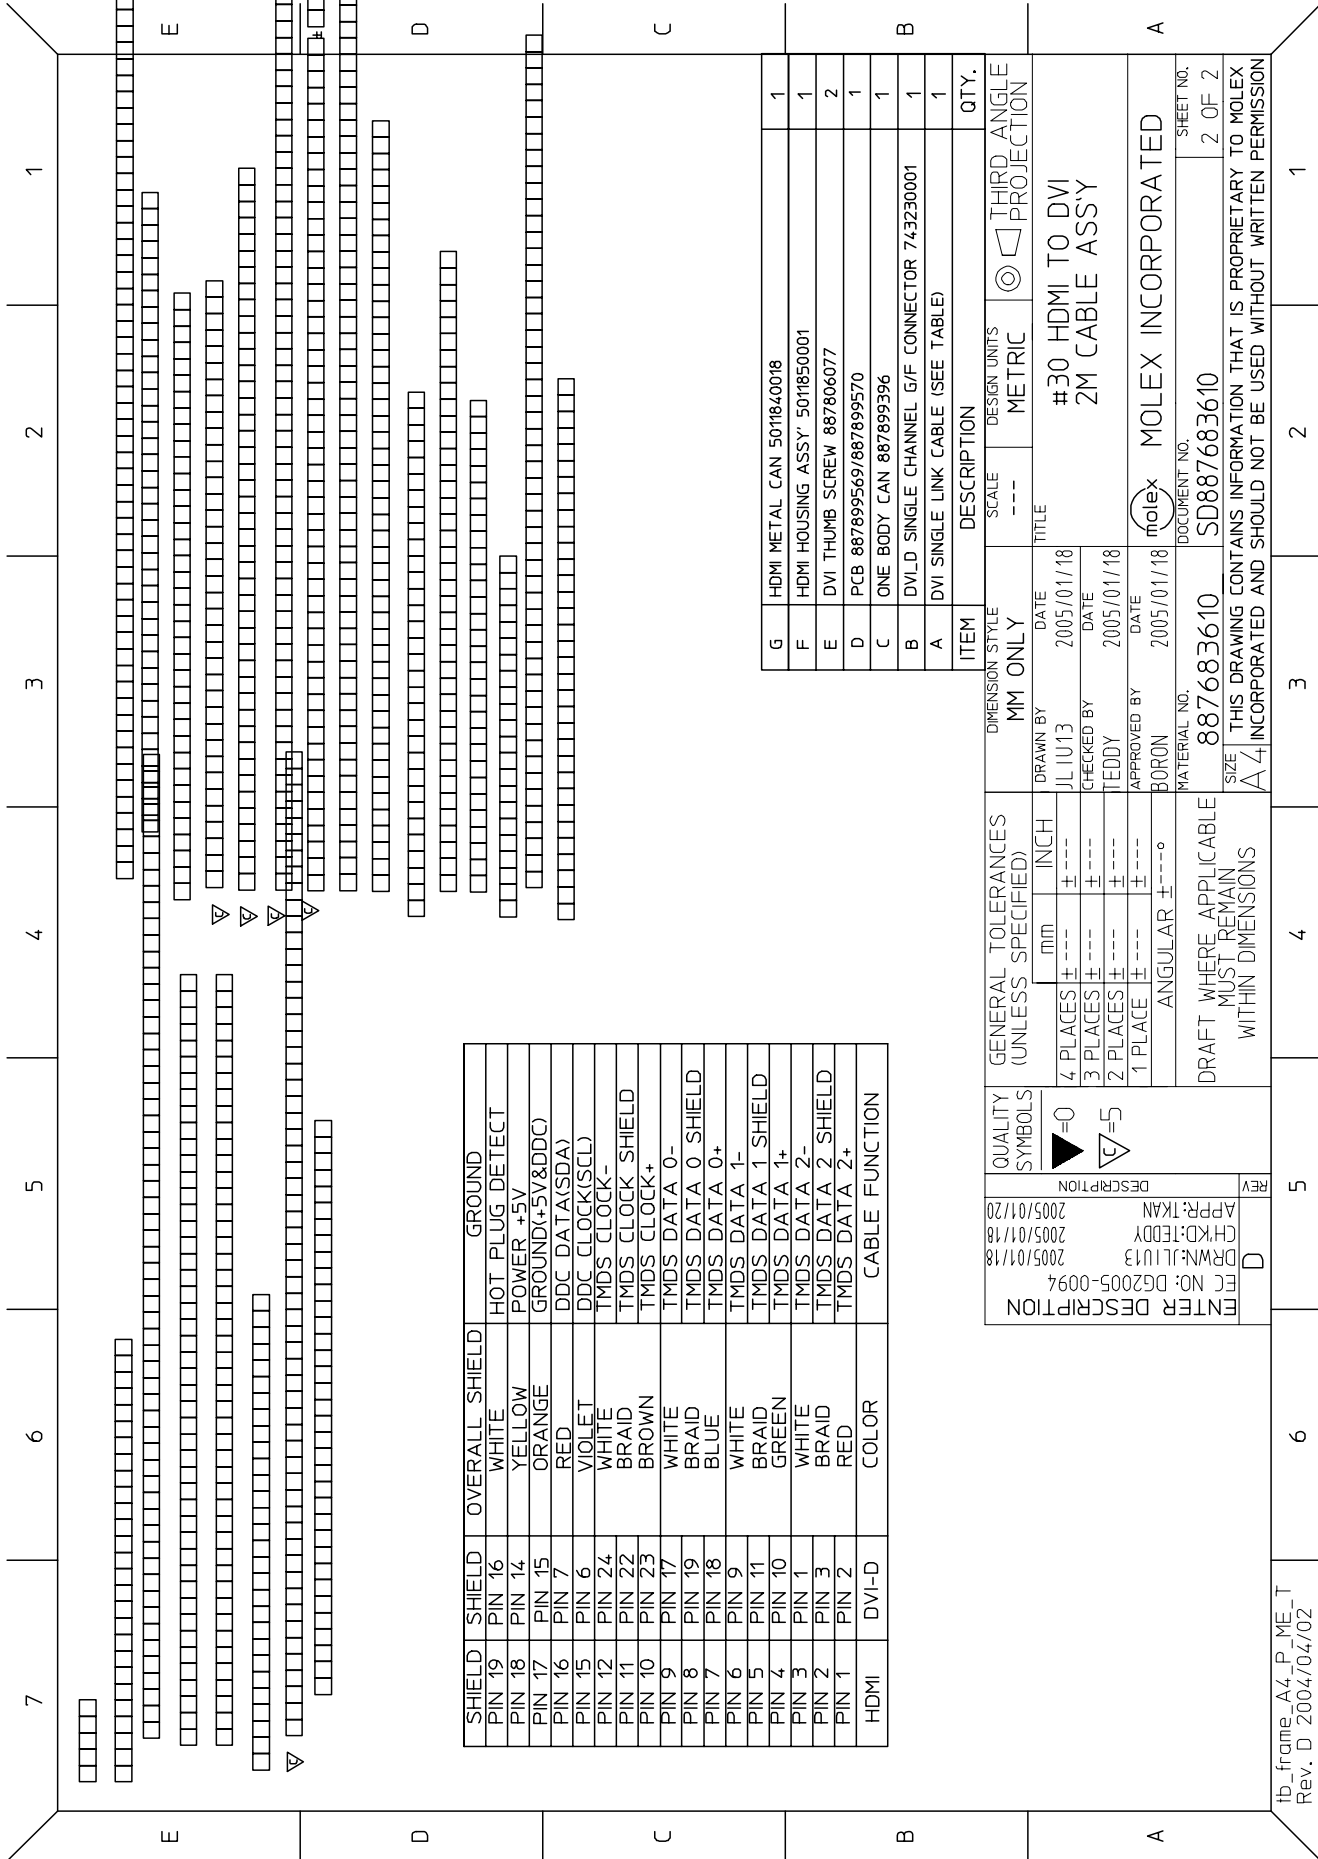 7 6 5 4 3 2 1
E E
D D
C C
B B
A A
±
C C C C C
SHIELD SHIELD OVERALL SHIELD GROUND
PIN 19 PIN 16 WHITE HOT PLUG DETECT
PIN 18 PIN 14 YELLOW POWER +5V
PIN 17 PIN 15 ORANGE GROUND(+5V&DDC)
PIN 16 PIN 7 RED DDC DATA(SDA)
PIN 15 PIN 6 VIOLET DDC CLOCK(SCL)
PIN 12 PIN 24 WHITE TMDS CLOCK-
PIN 11 PIN 22 BRAID TMDS CLOCK SHIELD
PIN 10 PIN 23 BROWN TMDS CLOCK+
PIN 9 PIN 17 WHITE TMDS DATA 0-
PIN 8 PIN 19 BRAID TMDS DATA 0 SHIELD
PIN 7 PIN 18 BLUE TMDS DATA 0+
PIN 6 PIN 9 WHITE TMDS DATA 1-
PIN 5 PIN 11 BRAID TMDS DATA 1 SHIELD
PIN 4 PIN 10 GREEN TMDS DATA 1+
PIN 3 PIN 1 WHITE TMDS DATA 2-
PIN 2 PIN 3 BRAID TMDS DATA 2 SHIELD
PIN 1 PIN 2 RED TMDS DATA 2+
HDMI DVI-D COLOR CABLE FUNCTION
G HDMI METAL CAN 5011840018 1
F HDMI HOUSING ASSY' 5011850001 1
E DVI THUMB SCREW 887806077 2
D PCB 887899569/887899570 1
C ONE BODY CAN 887899396 1
B DVI_D SINGLE CHANNEL G/F CONNECTOR 743230001 1
A DVI SINGLE LINK CABLE (SEE TABLE) 1
ITEM DESCRIPTION QTY.
ENTER DESCRIPTION
EC NO: DG2005-0094
DRWN:JLIU13 2005/01/18
CH'KD:TEDDY 2005/01/18
APPR:TKAN 2005/01/20
DESCRIPTION
D
REV
QUALITY
SYMBOLS
=0
C=5
GENERAL TOLERANCES
(UNLESS SPECIFIED)
mm INCH
4 PLACES ±--- ±---
3 PLACES ±--- ±---
2 PLACES ±--- ±---
1 PLACE ±--- ±---
ANGULAR ±---°
DRAFT WHERE APPLICABLE
MUST REMAIN
WITHIN DIMENSIONS
DIMENSION STYLE
MM ONLY
SCALE
---
DESIGN UNITS
METRIC
THIRD ANGLE
PROJECTION
DRAWN BY DATE
JLIU13 2005/01/18
CHECKED BY DATE
TEDDY 2005/01/18
APPROVED BY DATE
BORON 2005/01/18
TITLE
#30 HDMI TO DVI
2M CABLE ASSY
molex MOLEX INCORPORATED
MATERIAL NO.
887683610
DOCUMENT NO.
SD887683610
SHEET NO.
2 OF 2
SIZE
A4
THIS DRAWING CONTAINS INFORMATION THAT IS PROPRIETARY TO MOLEX
INCORPORATED AND SHOULD NOT BE USED WITHOUT WRITTEN PERMISSION
tb_frame_A4_P_ME_T
Rev. D 2004/04/02
7 6 5 4 3 2 1